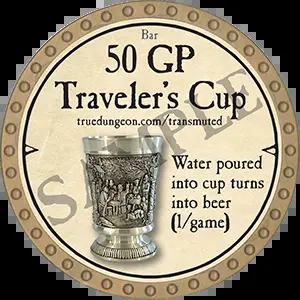 Bar
50 GP
Traveler's Cup
truedungeon.com/transmuted
Water poured
into cup turns
into beer
(1/game)
SAMPLE